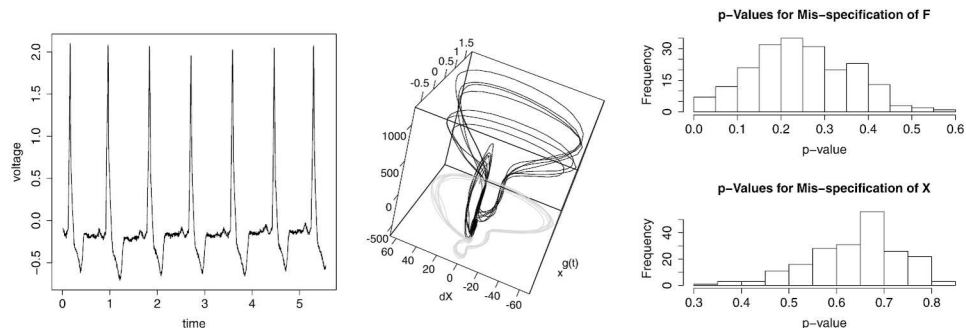 voltage
2.0
1.5
1.0
0.5
0.0
-0.5
0 1 2 3 4 5
time
1.5
1
0.5
0
-0.5
1000
500
0
-500
60
40
20
0
-20
-40
-60
dX
g(t)
x
p-Values for Mis-specification of F
Frequency
0 15 30
0.0 0.1 0.2 0.3 0.4 0.5 0.6
p-value
p-Values for Mis-specification of X
Frequency
0 20 40
0.3 0.4 0.5 0.6 0.7 0.8
p-value